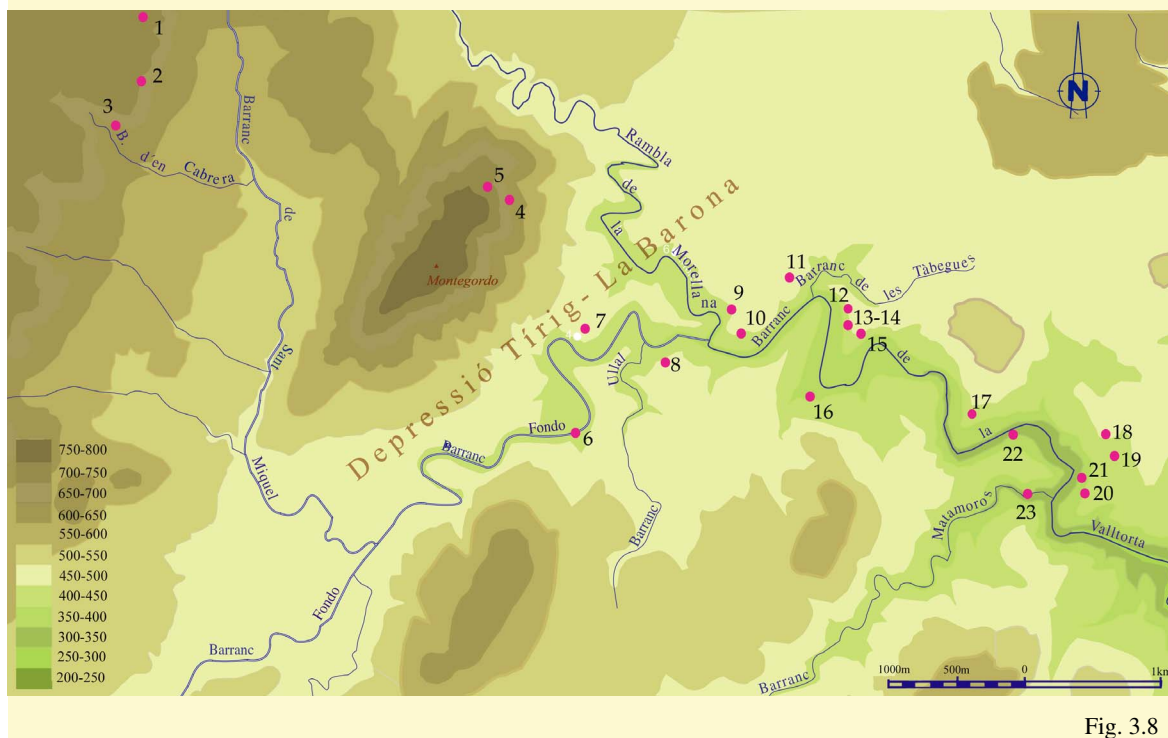 1
2
3
B. d'en Cabrera
Barranc de Sant Miquel
5
4
Montegordo
Rambla de la Morellana
N
Depressió Tírig - La Barona
11
Barranc de les Tàbegues
9
10
12
13-14
15
Barranc de la Valltorta
7
8
Ullal
Barranc
16
17
18
19
22
21
20
23
6
Barranc Fondo
Barranc Fondo
Barranc Matamoros
750-800
700-750
650-700
600-650
550-600
500-550
450-500
400-450
350-400
300-350
250-300
200-250
1000m 500m 0 1km
Fig. 3.8